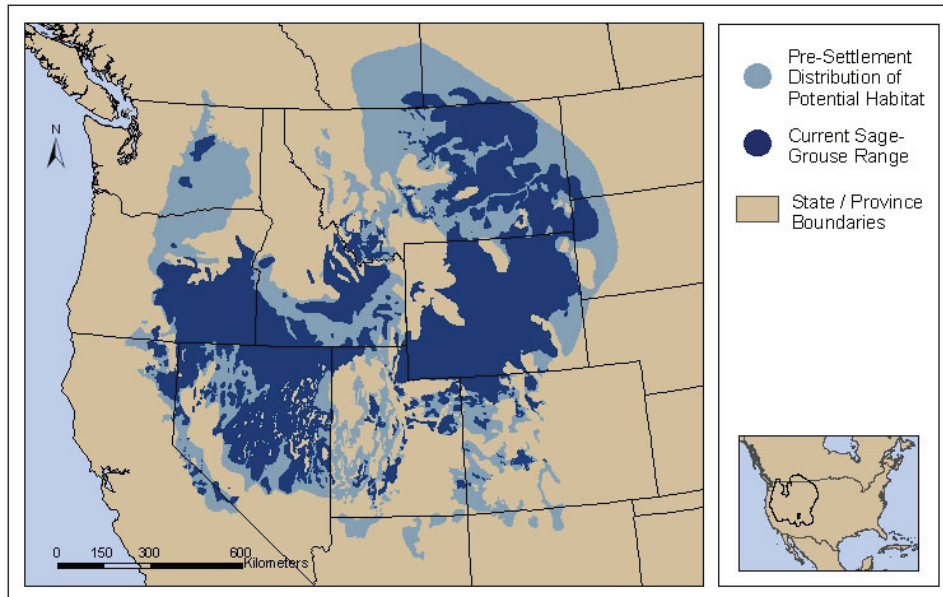 N
0 150 300 600
Kilometers
Pre-Settlement
Distribution of
Potential Habitat
Current Sage-
Grouse Range
State / Province
Boundaries